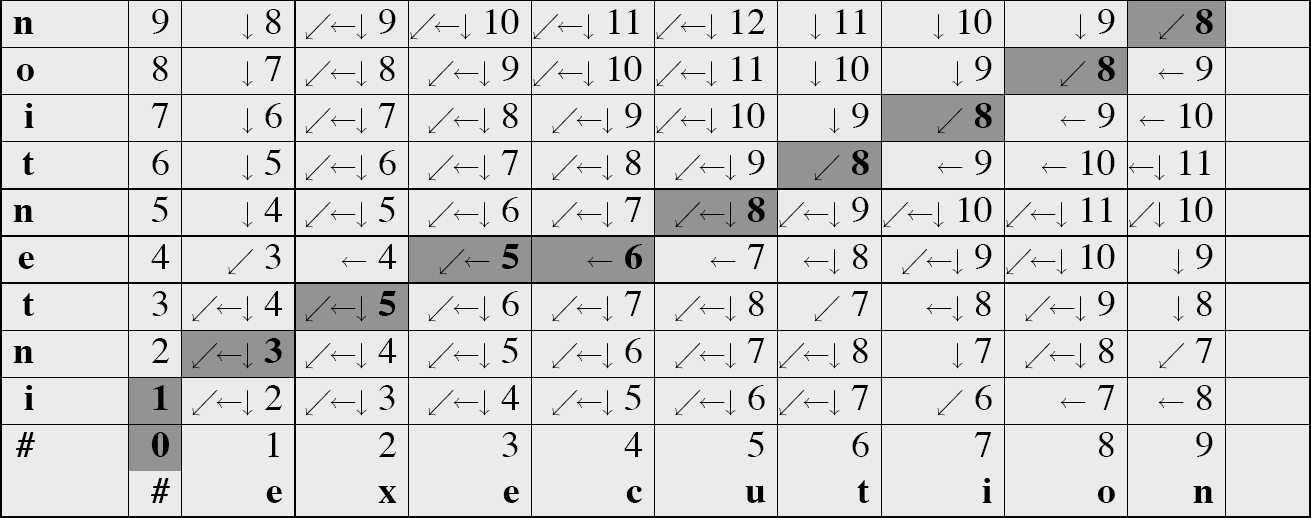 n 9 ↓ 8 ↙←↓ 9 ↙←↓ 10 ↙←↓ 11 ↙←↓ 12 ↓ 11 ↓ 10 ↓ 9 ↙ 8
o 8 ↓ 7 ↙←↓ 8 ↙←↓ 9 ↙←↓ 10 ↙←↓ 11 ↓ 10 ↓ 9 ↙ 8 ← 9
i 7 ↓ 6 ↙←↓ 7 ↙←↓ 8 ↙←↓ 9 ↙←↓ 10 ↓ 9 ↙ 8 ← 9 ← 10
t 6 ↓ 5 ↙←↓ 6 ↙←↓ 7 ↙←↓ 8 ↙←↓ 9 ↙ 8 ← 9 ← 10 ←↓ 11
n 5 ↓ 4 ↙←↓ 5 ↙←↓ 6 ↙←↓ 7 ↙←↓ 8 ↙←↓ 9 ↙←↓ 10 ↙←↓ 11 ↙↓ 10
e 4 ↙ 3 ← 4 ↙← 5 ← 6 ← 7 ←↓ 8 ↙←↓ 9 ↙←↓ 10 ↓ 9
t 3 ↙←↓ 4 ↙←↓ 5 ↙←↓ 6 ↙←↓ 7 ↙←↓ 8 ↙ 7 ←↓ 8 ↙←↓ 9 ↓ 8
n 2 ↙←↓ 3 ↙←↓ 4 ↙←↓ 5 ↙←↓ 6 ↙←↓ 7 ↙←↓ 8 ↓ 7 ↙←↓ 8 ↙ 7
i 1 ↙←↓ 2 ↙←↓ 3 ↙←↓ 4 ↙←↓ 5 ↙←↓ 6 ↙←↓ 7 ↙ 6 ← 7 ← 8
# 0 1 2 3 4 5 6 7 8 9
# e x e c u t i o n